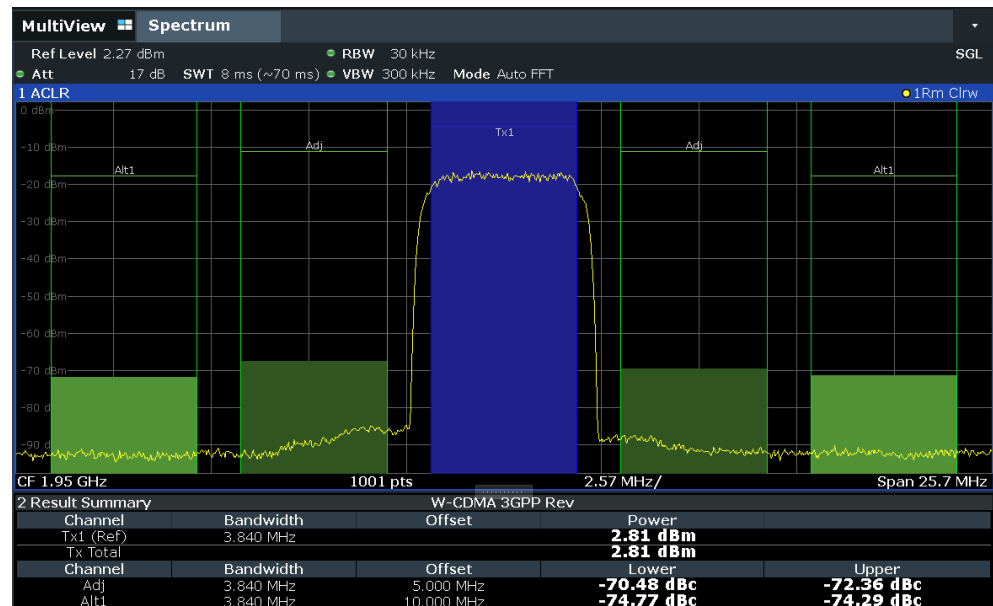 MultiView Spectrum
Ref Level 2.27 dBm RBW 30 kHz SGL
Att 17 dB SWT 8 ms (~70 ms) VBW 300 kHz Mode Auto FFT
1 ACLR 1Rm Clrw
0 dBm
Tx1
-10 dBm Adj Adj
Alt1 Alt1
-20 dBm
-30 dBm
-40 dBm
-50 dBm
-60 dBm
-70 dBm
-80 d
-90 d
CF 1.95 GHz 1001 pts 2.57 MHz/ Span 25.7 MHz
2 Result Summary W-CDMA 3GPP Rev
Channel Bandwidth Offset Power
Tx1 (Ref) 3.840 MHz 2.81 dBm
Tx Total 2.81 dBm
Channel Bandwidth Offset Lower Upper
Adj 3.840 MHz 5.000 MHz -70.48 dBc -72.36 dBc
Alt1 3.840 MHz 10.000 MHz -74.77 dBc -74.29 dBc